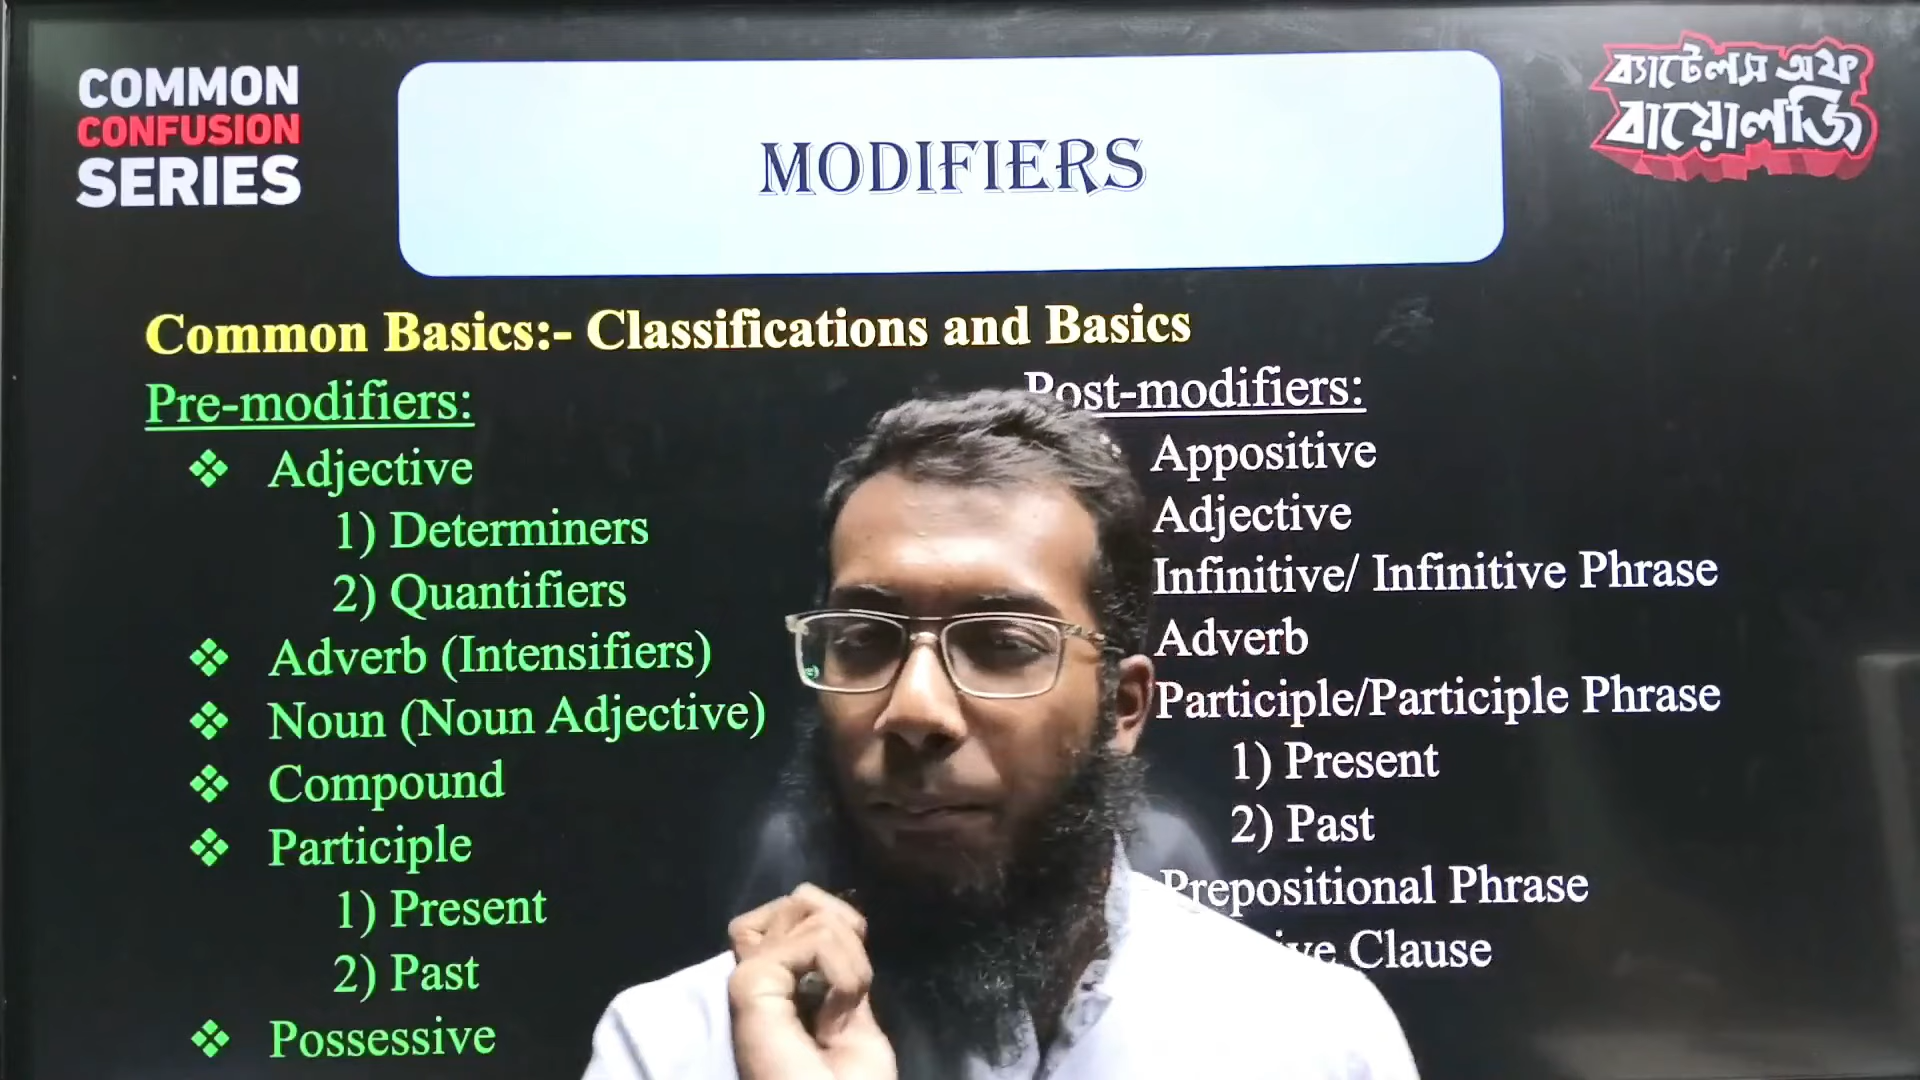 COMMON
CONFUSION
SERIES
MODIFIERS
ব্যাটেলস অফ
বায়োলজি
Common Basics:- Classifications and Basics
Pre-modifiers:
❖ Adjective
1) Determiners
2) Quantifiers
❖ Adverb (Intensifiers)
❖ Noun (Noun Adjective)
❖ Compound
❖ Participle
1) Present
2) Past
❖ Possessive
Post-modifiers:
Appositive
Adjective
Infinitive/ Infinitive Phrase
Adverb
Participle/Participle Phrase
1) Present
2) Past
Prepositional Phrase
Clause